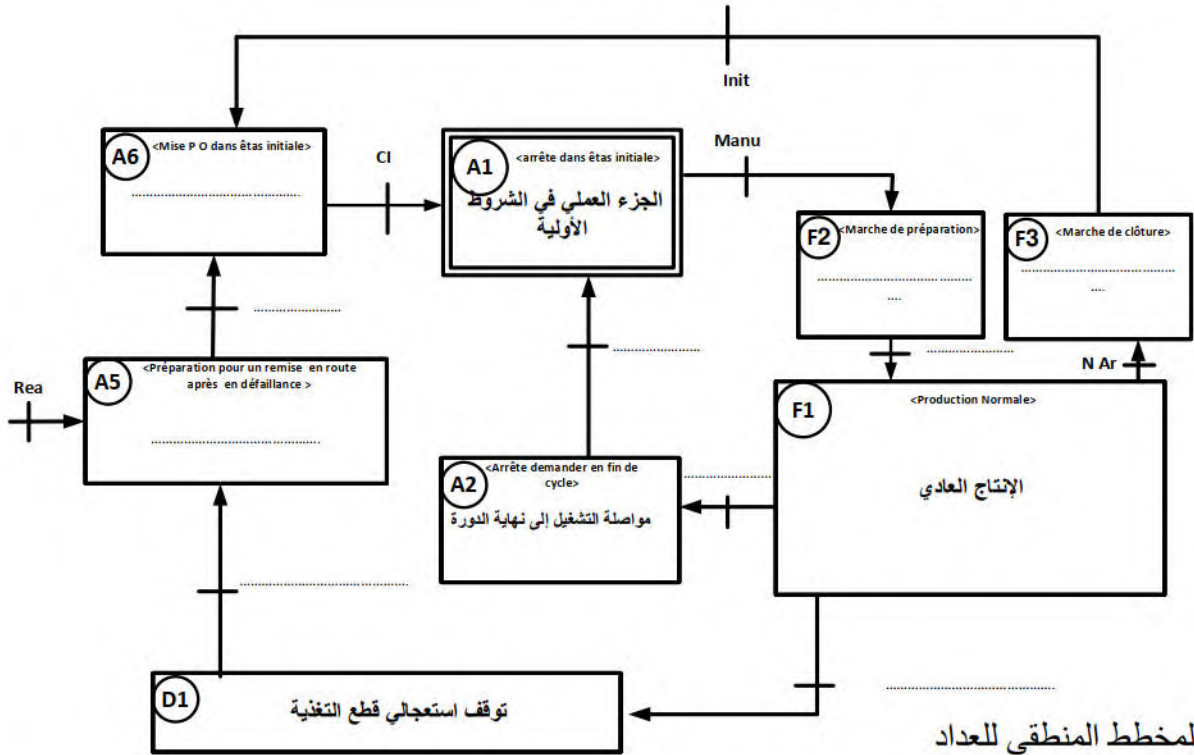 Init
A6
<Mise P O dans êtas initiale>
................................................
CI
A1
<arrête dans êtas initiale>
الجزء العملي في الشروط
الأولية
Manu
F2
<Marche de préparation>
................................................
....
F3
<Marche de clôture>
................................................
....
........................
........................
........................
N Ar
Rea
A5
<Préparation pour un remise en route
après en défaillance >
................................................
F1
<Production Normale>
الإنتاج العادي
A2
<Arrête demander en fin de
cycle>
مواصلة التشغيل إلى نهاية الدورة
........................
................................................
D1
توقف استعجالي قطع التغذية
................................................
لمخطط المنطقي للعداد